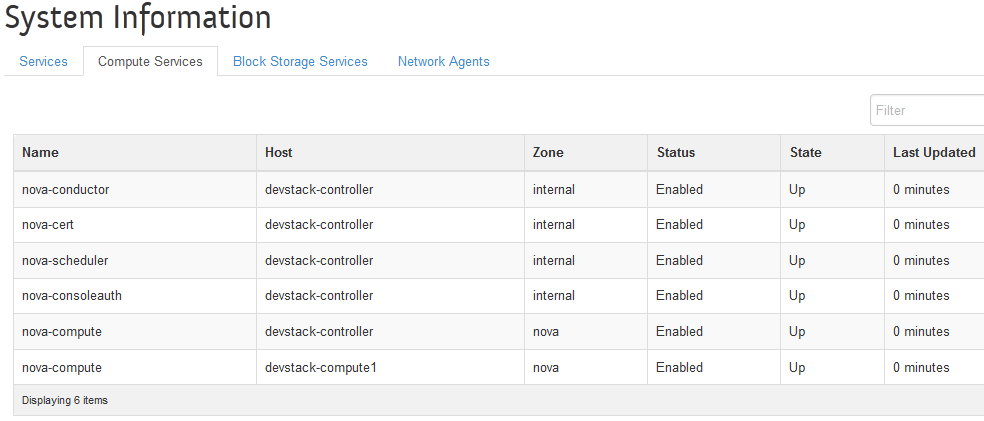 System Information
Services Compute Services Block Storage Services Network Agents
Filter
Name Host Zone Status State Last Updated
nova-conductor devstack-controller internal Enabled Up 0 minutes
nova-cert devstack-controller internal Enabled Up 0 minutes
nova-scheduler devstack-controller internal Enabled Up 0 minutes
nova-consoleauth devstack-controller internal Enabled Up 0 minutes
nova-compute devstack-controller nova Enabled Up 0 minutes
nova-compute devstack-compute1 nova Enabled Up 0 minutes
Displaying 6 items